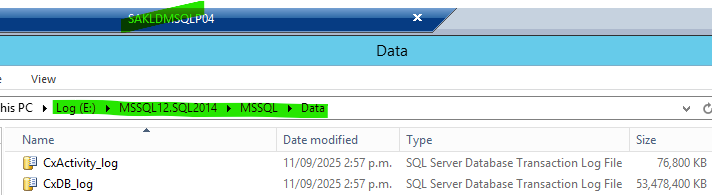 SAKLDMSQLP04 ✕
Data
View
his PC Log (E:) MSSQL12.SQL2014 MSSQL Data
Name Date modified Type Size
CxActivity_log 11/09/2025 2:57 p.m. SQL Server Database Transaction Log File 76,800 KB
CxDB_log 11/09/2025 2:57 p.m. SQL Server Database Transaction Log File 53,478,400 KB